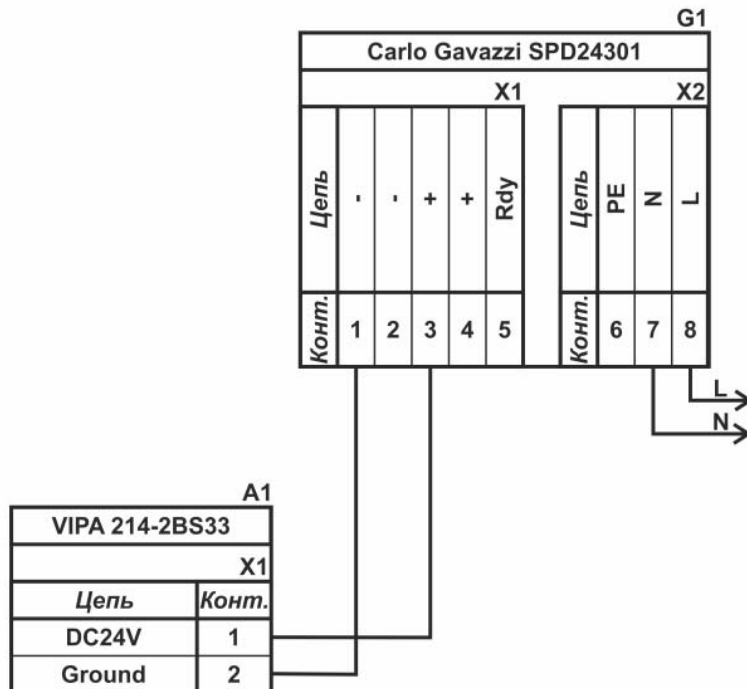 G1
Carlo Gavazzi SPD24301
X1 X2
Цепь - - + + Rdy Цепь PE N L
Конт. 1 2 3 4 5 Конт. 6 7 8
L
N
A1
VIPA 214-2BS33
X1
Цепь Конт.
DC24V 1
Ground 2